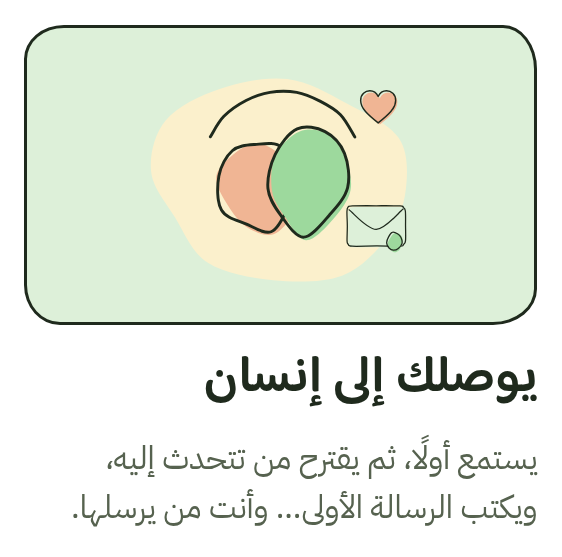 يوصلك إلى إنسان
يستمع أولًا، ثم يقترح من تتحدث إليه،
ويكتب الرسالة الأولى… وأنت من يرسلها.